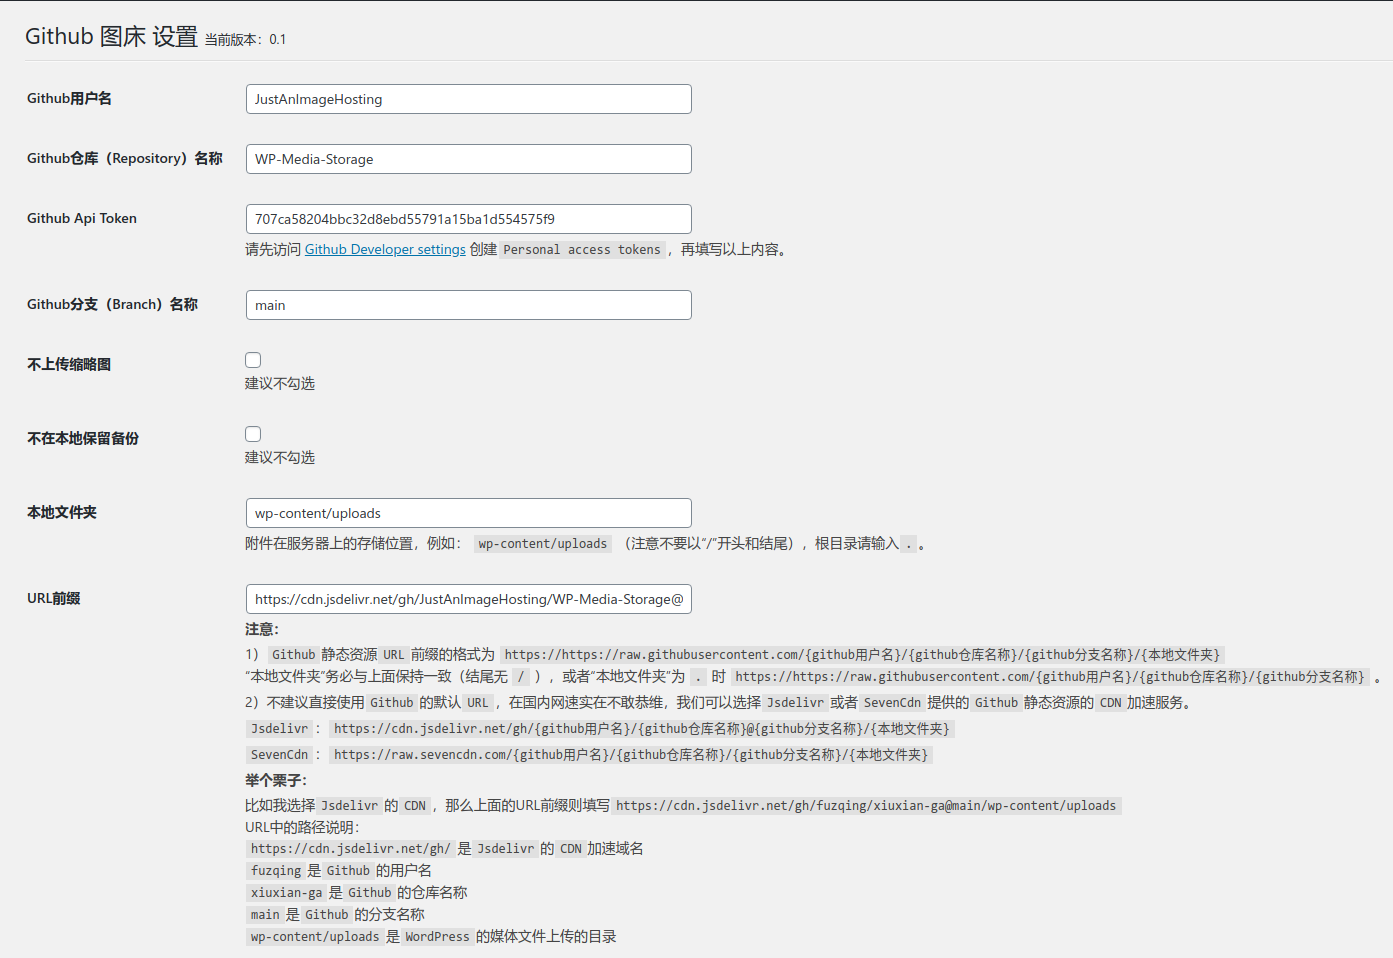 Github 图床 设置 当前版本：0.1
Github用户名 JustAnImageHosting
Github仓库（Repository）名称 WP-Media-Storage
Github Api Token 707ca58204bbc32d8ebd55791a15ba1d554575f9
请先访问 Github Developer settings 创建 Personal access tokens ，再填写以上内容。
Github分支（Branch）名称 main
不上传缩略图
建议不勾选
不在本地保留备份
建议不勾选
本地文件夹 wp-content/uploads
附件在服务器上的存储位置，例如： wp-content/uploads （注意不要以“/”开头和结尾），根目录请输入 . 。
URL前缀 https://cdn.jsdelivr.net/gh/JustAnImageHosting/WP-Media-Storage@
注意：
1） Github 静态资源 URL 前缀的格式为 https://https://raw.githubusercontent.com/{github用户名}/{github仓库名称}/{github分支名称}/{本地文件夹}
“本地文件夹”务必与上面保持一致（结尾无 / ），或者“本地文件夹”为 . 时 https://https://raw.githubusercontent.com/{github用户名}/{github仓库名称}/{github分支名称} 。
2）不建议直接使用 Github 的默认 URL ，在国内网速实在不敢恭维，我们可以选择 Jsdelivr 或者 SevenCdn 提供的 Github 静态资源的 CDN 加速服务。
Jsdelivr ： https://cdn.jsdelivr.net/gh/{github用户名}/{github仓库名称}@{github分支名称}/{本地文件夹}
SevenCdn ： https://raw.sevencdn.com/{github用户名}/{github仓库名称}/{github分支名称}/{本地文件夹}
举个栗子：
比如我选择 Jsdelivr 的 CDN ，那么上面的URL前缀则填写 https://cdn.jsdelivr.net/gh/fuzqing/xiuxian-ga@main/wp-content/uploads
URL中的路径说明：
https://cdn.jsdelivr.net/gh/ 是 Jsdelivr 的 CDN 加速域名
fuzqing 是 Github 的用户名
xiuxian-ga 是 Github 的仓库名称
main 是 Github 的分支名称
wp-content/uploads 是 WordPress 的媒体文件上传的目录